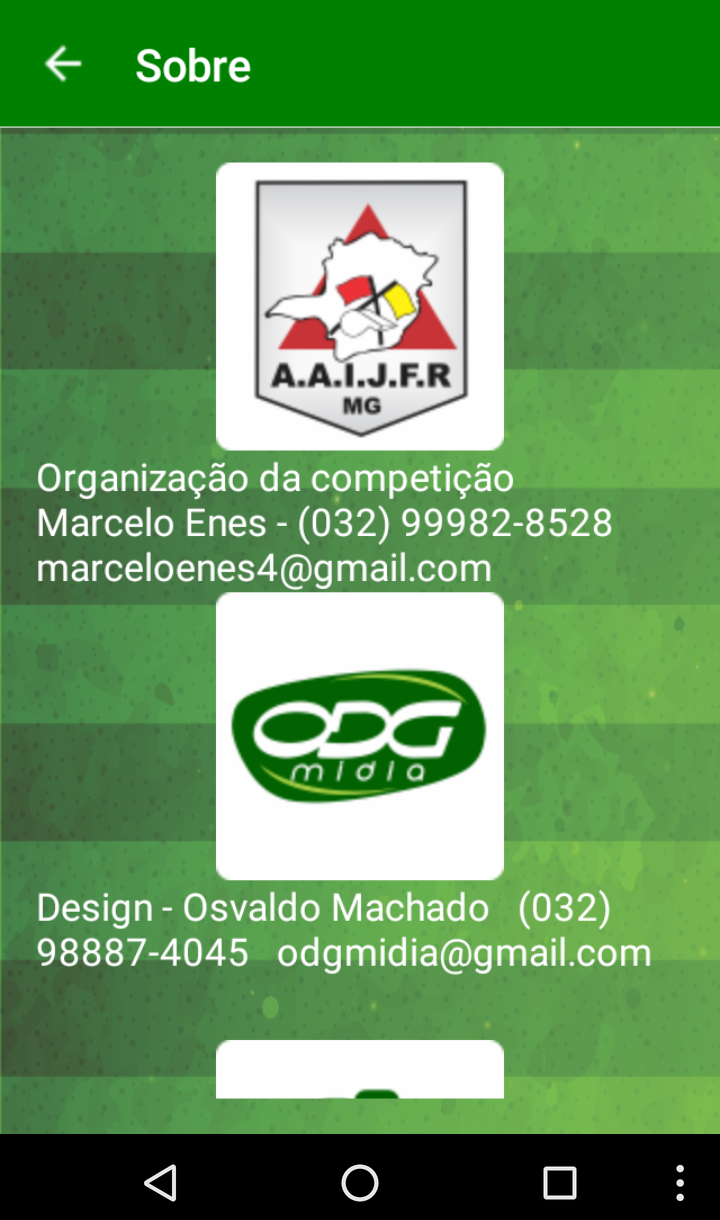 Sobre
A.A.I.J.F.R
MG
Organização da competição
Marcelo Enes - (032) 99982-8528
marceloenes4@gmail.com
ODG
midia
Design - Osvaldo Machado (032)
98887-4045 odgmidia@gmail.com